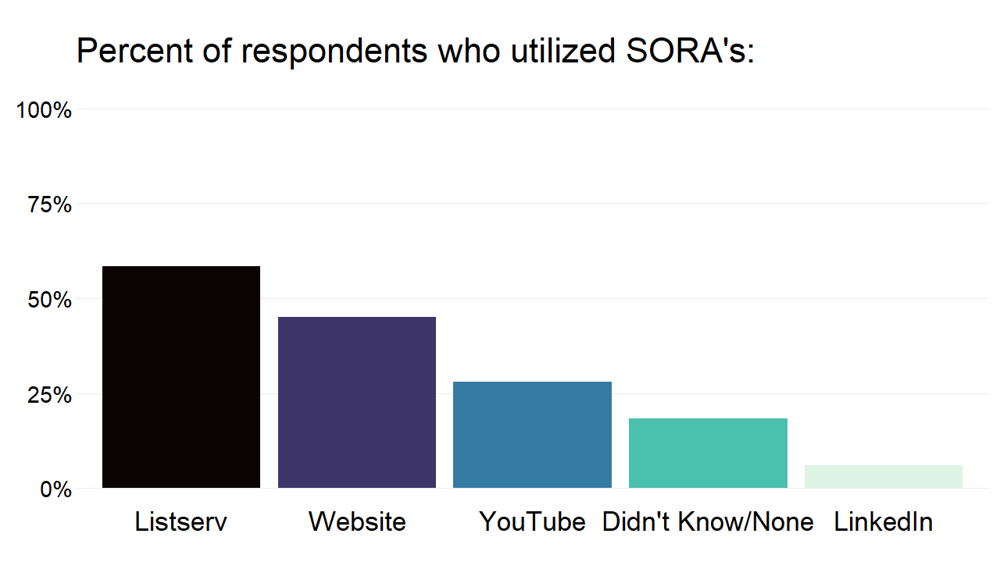 Percent of respondents who utilized SORA's:
100%
75%
50%
25%
0%
Listserv Website YouTube Didn't Know/None LinkedIn